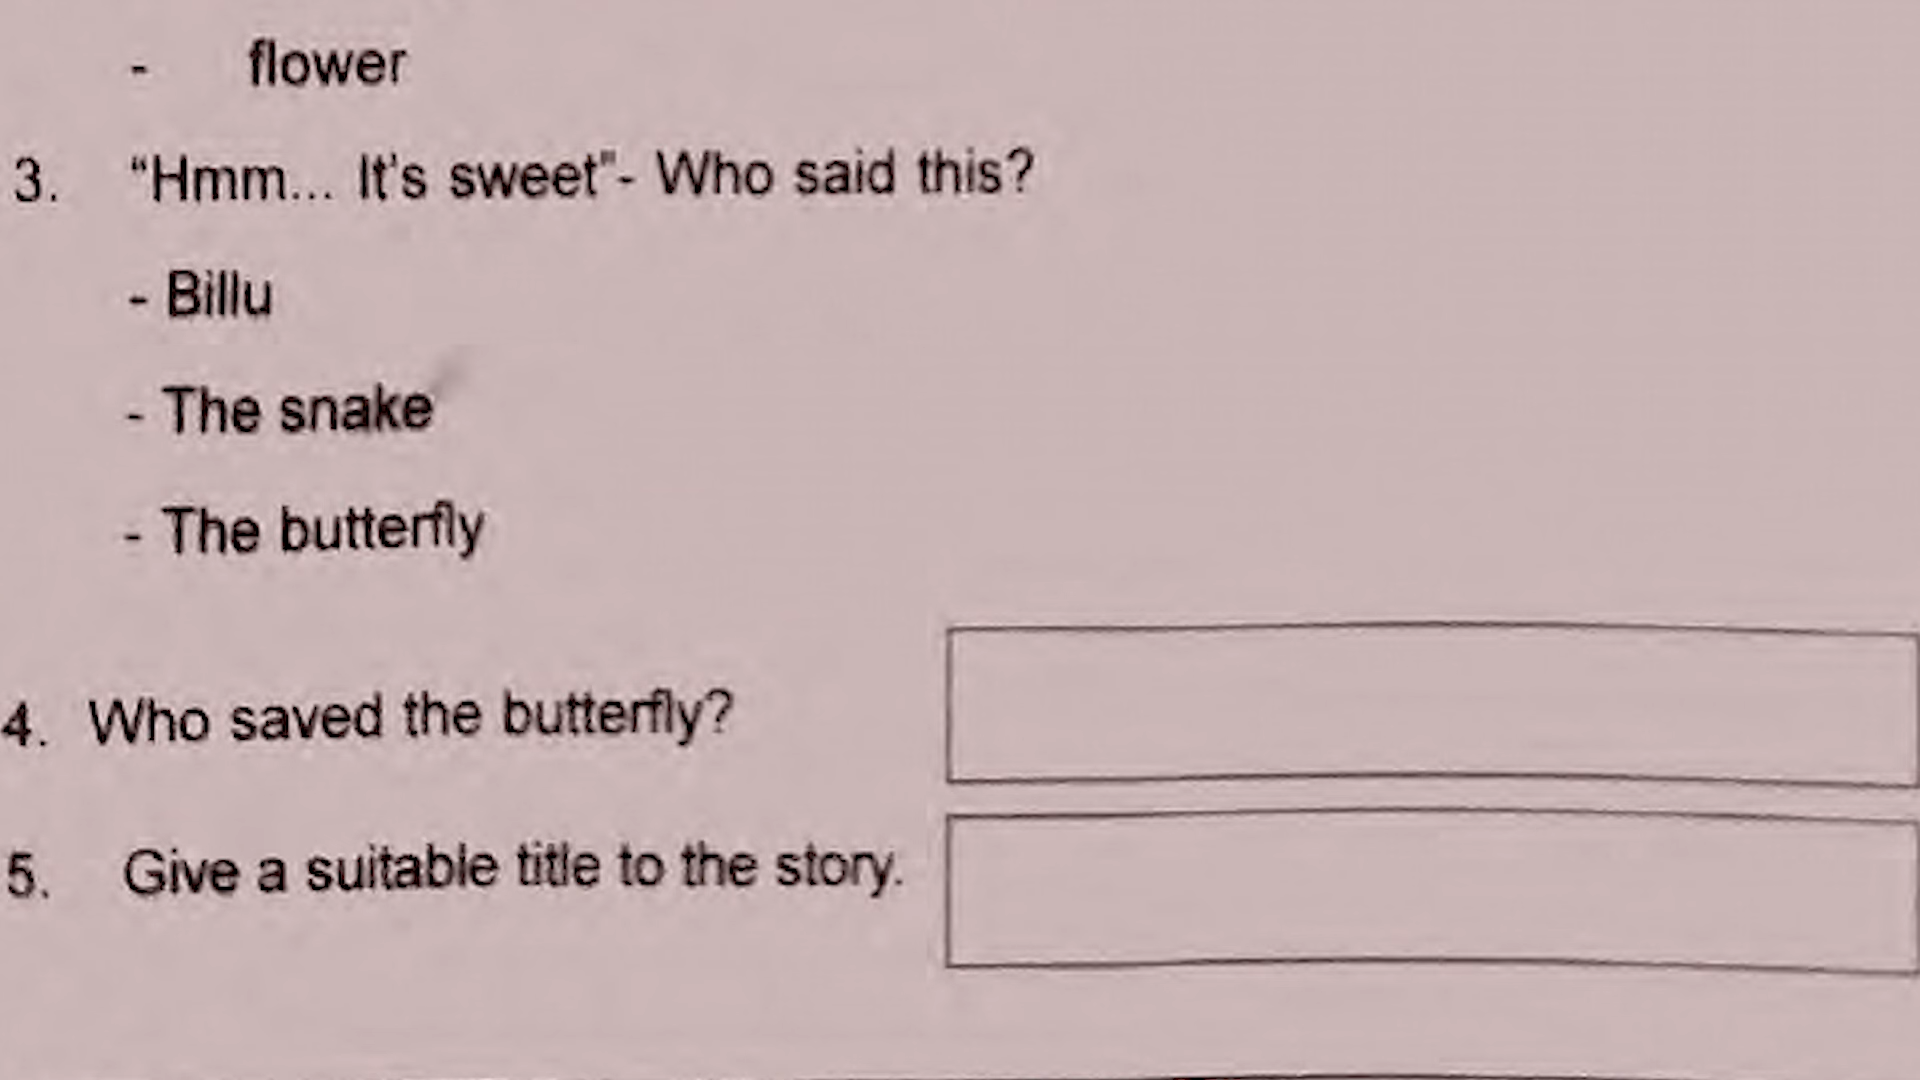 - flower
3. “Hmm... It's sweet”- Who said this?
- Billu
- The snake
- The butterfly
4. Who saved the butterfly?
5. Give a suitable title to the story.